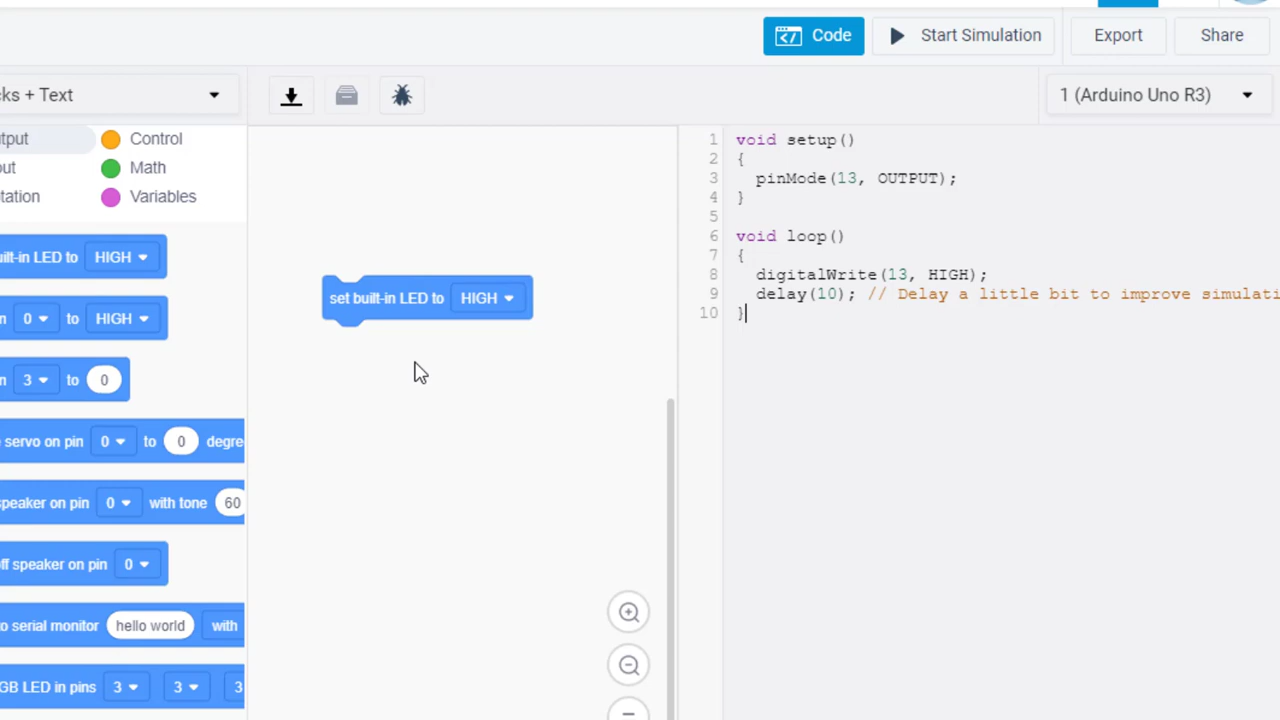 Code
Start Simulation
Export
Share
cks + Text
1 (Arduino Uno R3)
tput
Control
out
Math
tation
Variables
uilt-in LED to HIGH
n 0 to HIGH
n 3 to 0
servo on pin 0 to 0 degre
speaker on pin 0 with tone 60
ff speaker on pin 0
to serial monitor hello world with
GB LED in pins 3 3 3
set built-in LED to HIGH
1 void setup()
2 {
3 pinMode(13, OUTPUT);
4 }
5
6 void loop()
7 {
8 digitalWrite(13, HIGH);
9 delay(10); // Delay a little bit to improve simulati
10 }